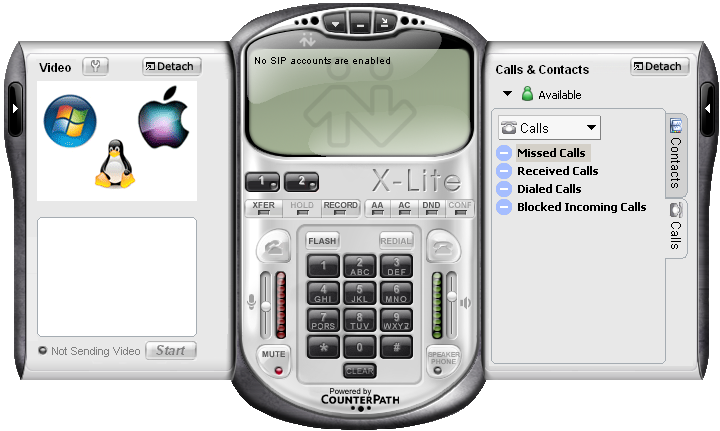 Video
Detach
Not Sending Video
Start
No SIP accounts are enabled
1 2
X-Lite
XFER HOLD RECORD AA AC DND CONF
FLASH REDIAL
1 2 3
ABC DEF
4 5 6
GHI JKL MNO
7 8 9
PQRS TUV WXYZ
* 0 #
MUTE
CLEAR
SPEAKER
PHONE
Powered by
COUNTERPATH
Calls & Contacts
Detach
Available
Calls
Missed Calls
Received Calls
Dialed Calls
Blocked Incoming Calls
Contacts
Calls